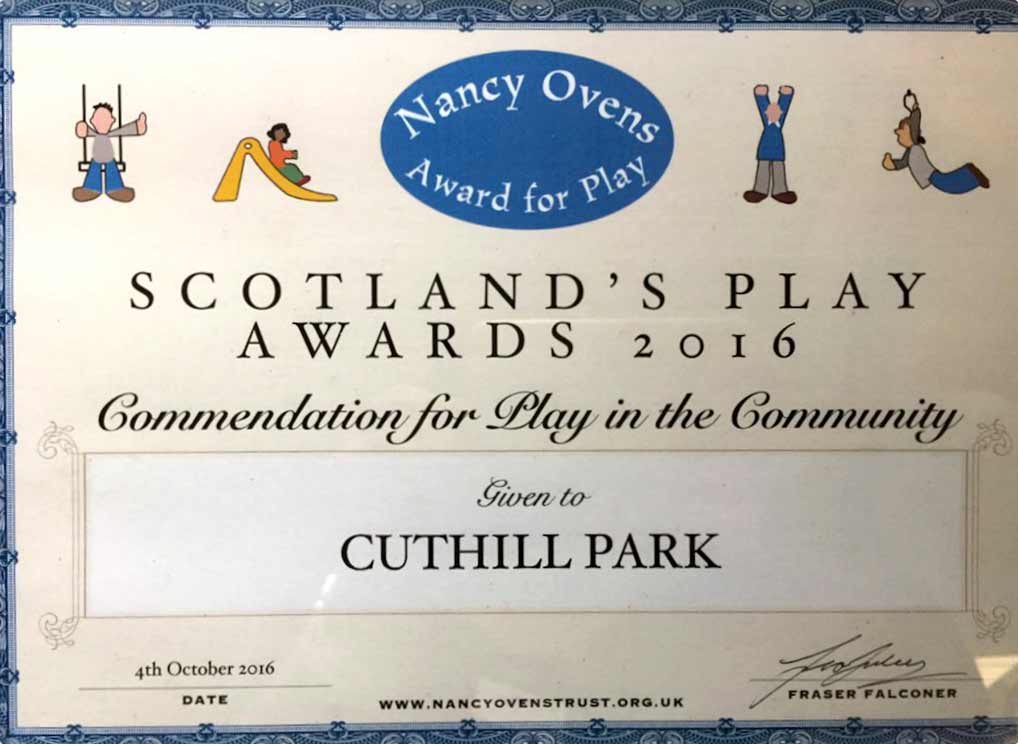 Nancy Ovens
Award for Play
SCOTLAND'S PLAY
AWARDS 2016
Commendation for Play in the Community
Given to
CUTHILL PARK
4th October 2016
DATE
WWW.NANCYOVENSTRUST.ORG.UK
FRASER FALCONER